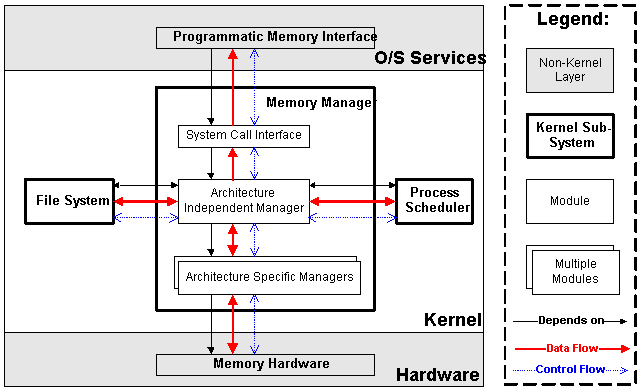 Programmatic Memory Interface
O/S Services
Memory Manager
System Call Interface
File System
Architecture
Independent Manager
Process
Scheduler
Architecture Specific Managers
Kernel
Memory Hardware
Hardware
Legend:
Non-Kernel
Layer
Kernel Sub-
System
Module
Multiple
Modules
Depends on
Data Flow
Control Flow